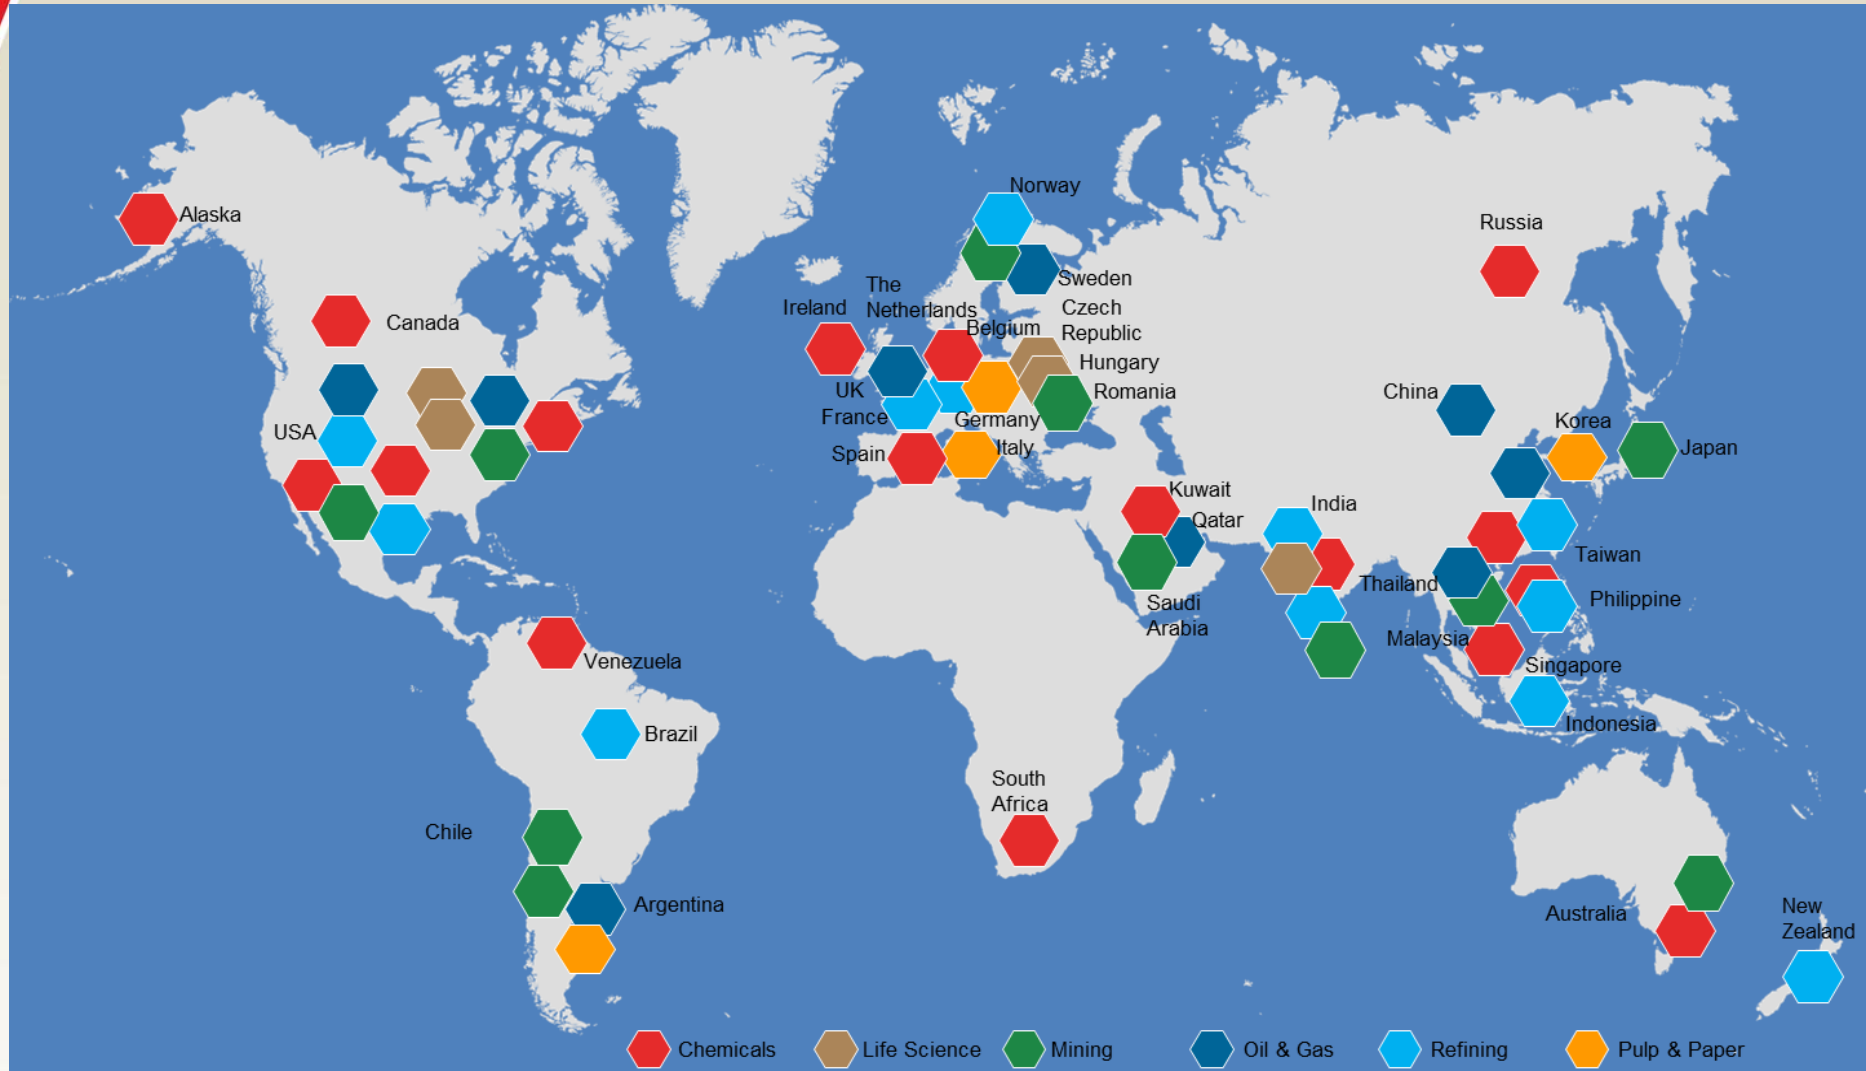 Norway
Alaska
Russia
Sweden
The
Netherlands
Ireland
Czech
Republic
Canada
Belgium
Hungary
UK
Romania
China
France
Germany
Korea
USA
Spain
Italy
Japan
Kuwait
India
Qatar
Taiwan
Thailand
Philippine
Saudi
Arabia
Malaysia
Venezuela
Singapore
Indonesia
Brazil
South
Africa
Chile
Argentina
Australia
New
Zealand
Chemicals
Life Science
Mining
Oil & Gas
Refining
Pulp & Paper